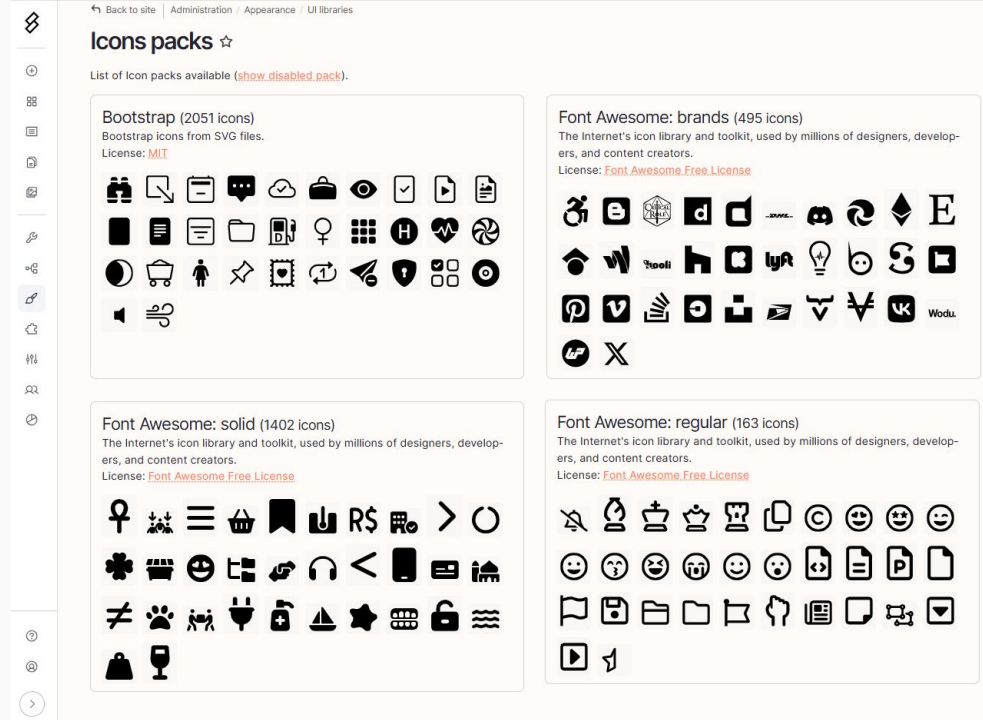 Back to site Administration / Appearance / UI libraries
Icons packs
List of Icon packs available (show disabled pack).
Bootstrap (2051 icons)
Bootstrap icons from SVG files.
License: MIT
Font Awesome: brands (495 icons)
The Internet's icon library and toolkit, used by millions of designers, develop-
ers, and content creators.
License: Font Awesome Free License
Font Awesome: solid (1402 icons)
The Internet's icon library and toolkit, used by millions of designers, develop-
ers, and content creators.
License: Font Awesome Free License
R$
Font Awesome: regular (163 icons)
The Internet's icon library and toolkit, used by millions of designers, develop-
ers, and content creators.
License: Font Awesome Free License
D
H
1
lyft
VK
Wodu.